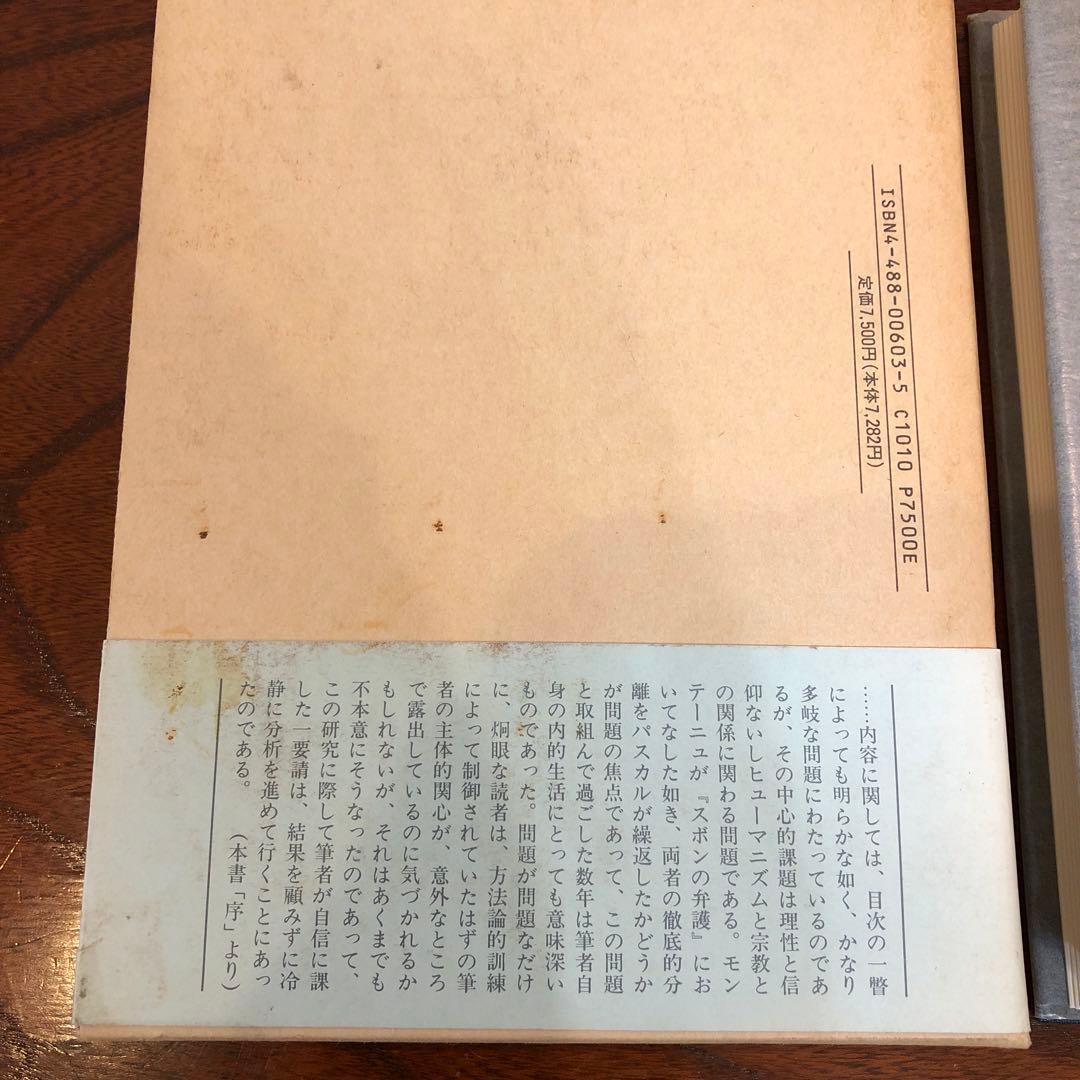 ISBN4-488-00603-5 C1010 P7500E
定価7,500円(本体7,282円)
……内容に関しては、目次の一瞥
によっても明らかな如く、かなり
多岐な問題にわたっているのであ
るが、その中心的課題は理性と信
仰ないしヒューマニズムと宗教と
の関係に関わる問題である。モン
テーニュが『スボンの弁護』にお
いてなした如き、両者の徹底的分
離をパスカルが繰返したかどうか
が問題の焦点であって、この問題
と取組んで過ごした数年は筆者自
身の内的生活にとっても意味深い
ものであった。問題が問題なだけ
に、炯眼な読者は、方法論的訓練
によって制御されていたはずの筆
者の主体的関心が、意外なところ
で露出しているのに気づかれるか
もしれないが、それはあくまでも
不本意にそうなったのであって、
この研究に際して筆者が自信に課
した一要請は、結果を顧みずに冷
静に分析を進めて行くことにあっ
たのである。
(本書「序」より)